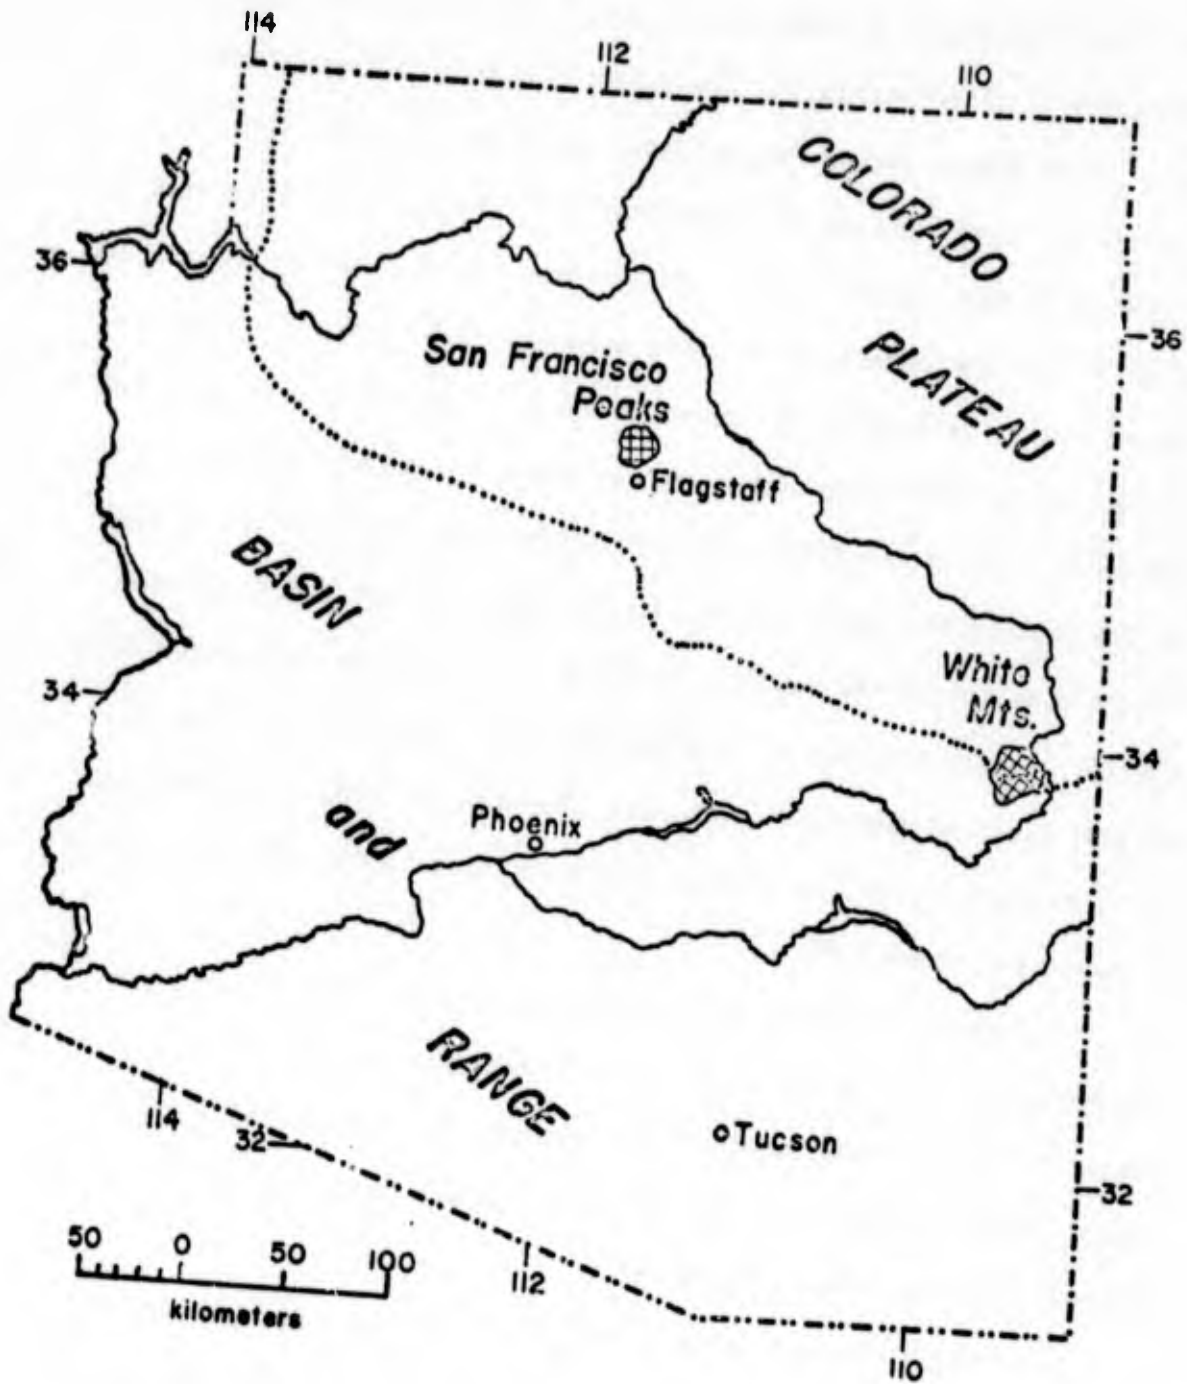 114
112
110
COLORADO
PLATEAU
36
36
San Francisco
Peaks
Flagstaff
BASIN
and
RANGE
White
Mts.
34
34
Phoenix
Tucson
114
32
32
112
110
50 0 50 100
kilometers